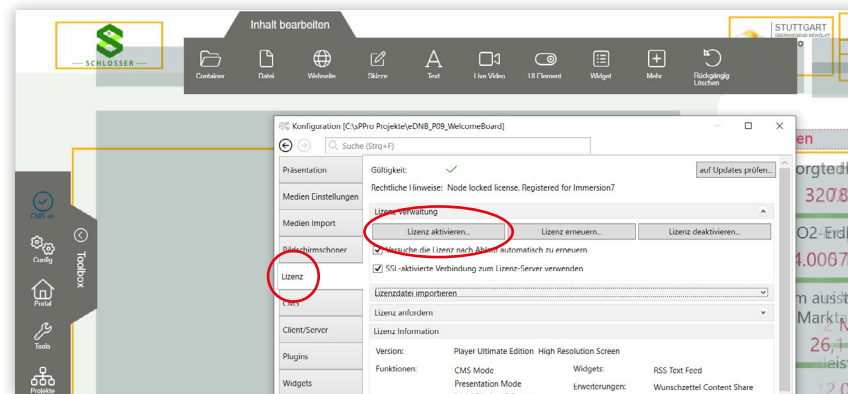 Inhalt bearbeiten
SCHLOSSER
Container
Datei
Webseite
Skizze
Text
Live Video
UI Element
Widget
Mehr
Rückgängig:
Löschen
STUTTGART
CMS an
Config
Portal
Tools
Projekte
Toolbox
Konfiguration [C:\sPPro Projekte\eDNB_P09_WelcomeBoard]
Suche (Strg+F)
Präsentation
Medien Einstellungen
Medien Import
Bildschirmschoner
Lizenz
CMS
Client/Server
Plugins
Widgets
Gültigkeit:
auf Updates prüfen...
Rechtliche Hinweise: Node locked license, Registered for Immersion7
Lizenz Verwaltung
Lizenz aktivieren...
Lizenz erneuern...
Lizenz deaktivieren...
Versuche die Lizenz nach Ablauf automatisch zu erneuern
SSL-aktivierte Verbindung zum Lizenz-Server verwenden
Lizenzdatei importieren
Lizenz anfordern
Lizenz Information
Version: Player Ultimate Edition High Resolution Screen
Funktionen: CMS Mode
Presentation Mode
Widgets: RSS Text Feed
Erweiterungen: Wunschzettel Content Share
en